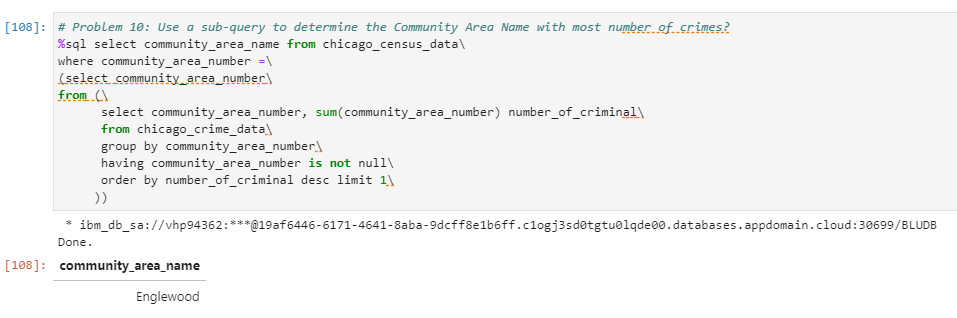 [108]: # Problem 10: Use a sub-query to determine the Community Area Name with most number of crimes?
%sql select community_area_name from chicago_census_data\
where community_area_number =\
(select community_area_number\
from (\
select community_area_number, sum(community_area_number) number_of_criminal\
from chicago_crime_data\
group by community_area_number\
having community_area_number is not null\
order by number_of_criminal desc limit 1\
))
* ibm_db_sa://vhp94362:***@19af6446-6171-4641-8aba-9dcff8e1b6ff.c1ogj3sd0tgtu0lqde00.databases.appdomain.cloud:30699/BLUDB
Done.
[108]: community_area_name
Englewood